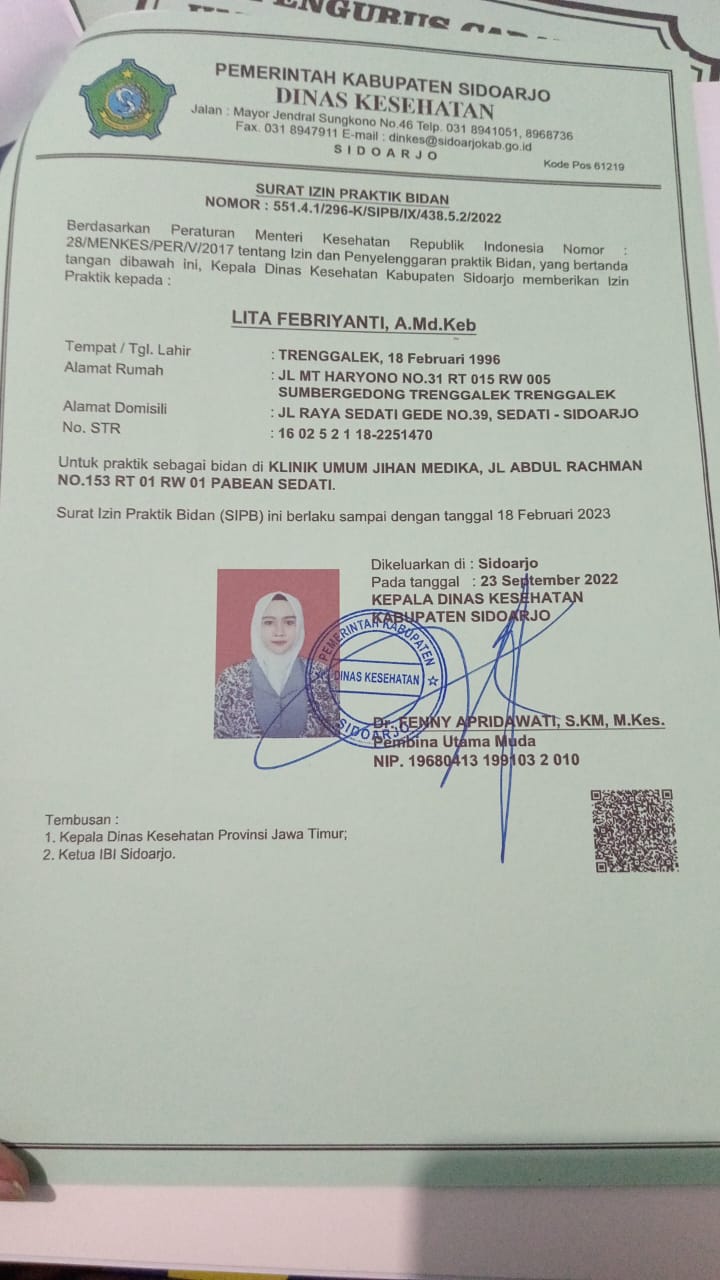 PENGURUS
PEMERINTAH KABUPATEN SIDOARJO
DINAS KESEHATAN
Jalan : Mayor Jendral Sungkono No.46 Telp. 031 8941051, 8968736
Fax. 031 8947911 E-mail : dinkes@sidoarjokab.go.id
S I D O A R J O
Kode Pos 61219
SURAT IZIN PRAKTIK BIDAN
NOMOR : 551.4.1/296-K/SIPB/IX/438.5.2/2022
Berdasarkan Peraturan Menteri Kesehatan Republik Indonesia Nomor :
28/MENKES/PER/V/2017 tentang Izin dan Penyelenggaran praktik Bidan, yang bertanda
tangan dibawah ini, Kepala Dinas Kesehatan Kabupaten Sidoarjo memberikan Izin
Praktik kepada :
LITA FEBRIYANTI, A.Md.Keb
Tempat / Tgl. Lahir : TRENGGALEK, 18 Februari 1996
Alamat Rumah : JL MT HARYONO NO.31 RT 015 RW 005
SUMBERGEDONG TRENGGALEK TRENGGALEK
Alamat Domisili : JL RAYA SEDATI GEDE NO.39, SEDATI - SIDOARJO
No. STR : 16 02 5 2 1 18-2251470
Untuk praktik sebagai bidan di KLINIK UMUM JIHAN MEDIKA, JL ABDUL RACHMAN
NO.153 RT 01 RW 01 PABEAN SEDATI.
Surat Izin Praktik Bidan (SIPB) ini berlaku sampai dengan tanggal 18 Februari 2023
Dikeluarkan di : Sidoarjo
Pada tanggal : 23 September 2022
KEPALA DINAS KESEHATAN
KABUPATEN SIDOARJO
PEMERINTAH KABUPATEN
DINAS KESEHATAN
SIDOARJO
Dr. FENNY APRIDAWATI, S.KM, M.Kes.
Pembina Utama Muda
NIP. 19680413 199103 2 010
Tembusan :
1. Kepala Dinas Kesehatan Provinsi Jawa Timur;
2. Ketua IBI Sidoarjo.